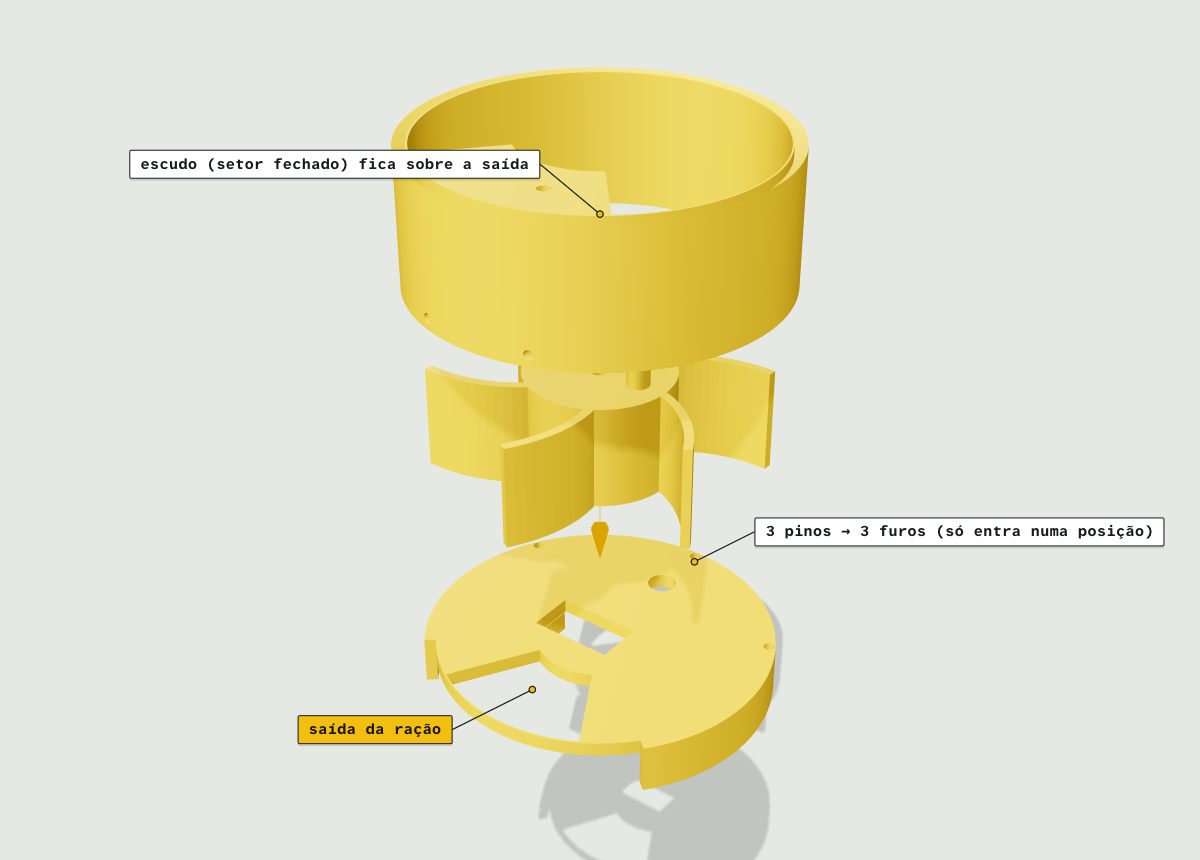 escudo (setor fechado) fica sobre a saída
3 pinos → 3 furos (só entra numa posição)
saída da ração